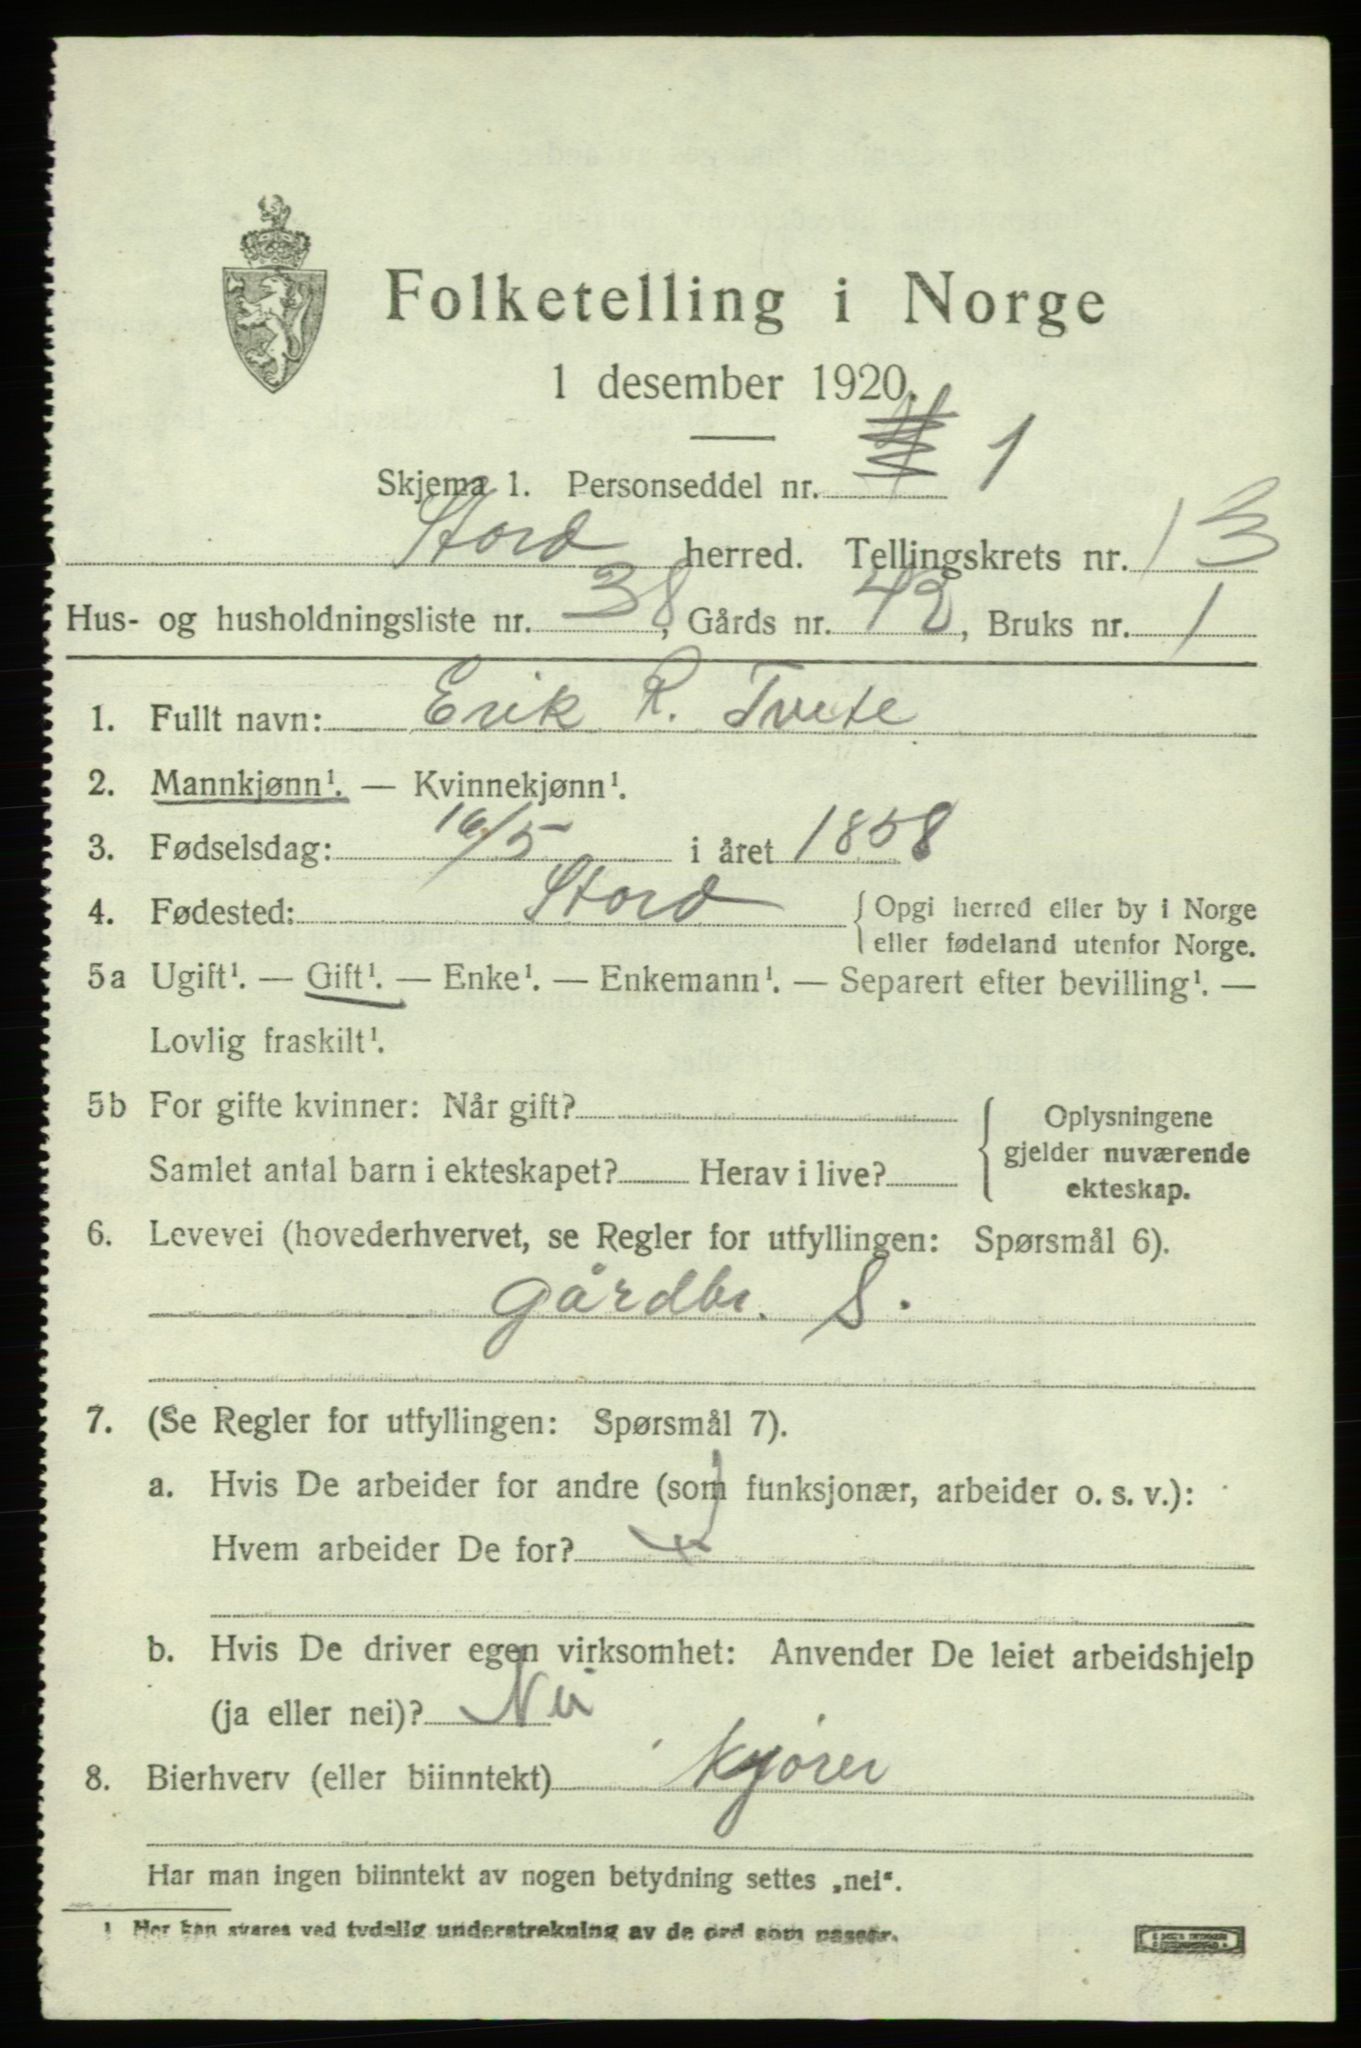 Folketelling i Norge
1 desember 1920.
Skjema 1. Personseddel nr. 1
Stord herred. Tellingskrets nr. 13
Hus- og husholdningsliste nr. 38, Gårds nr. 42, Bruks nr. 1
1. Fullt navn: Erik R. Tvete
2. Mannkjønn¹. — Kvinnekjønn¹.
3. Fødselsdag: 16/5 i året 1858
4. Fødested: Stord { Opgi herred eller by i Norge
eller fødeland utenfor Norge.
5a Ugift¹. — Gift¹. — Enke¹. — Enkemann¹. — Separert efter bevilling¹. —
Lovlig fraskilt¹.
5b For gifte kvinner: Når gift? { Oplysningene
gjelder nuværende
Samlet antal barn i ekteskapet? Herav i live?
ekteskap.
6. Levevei (hovederhvervet, se Regler for utfyllingen: Spørsmål 6).
Gårdbr. S.
7. (Se Regler for utfyllingen: Spørsmål 7).
a. Hvis De arbeider for andre (som funksjonær, arbeider o. s. v.):
Hvem arbeider De for?
b. Hvis De driver egen virksomhet: Anvender De leiet arbeidshjelp
(ja eller nei)? Nei
8. Bierhverv (eller biinntekt) kjører
Har man ingen biinntekt av nogen betydning settes „nei“.
1 Her kan svares ved tydelig understrekning av de ord som passer.